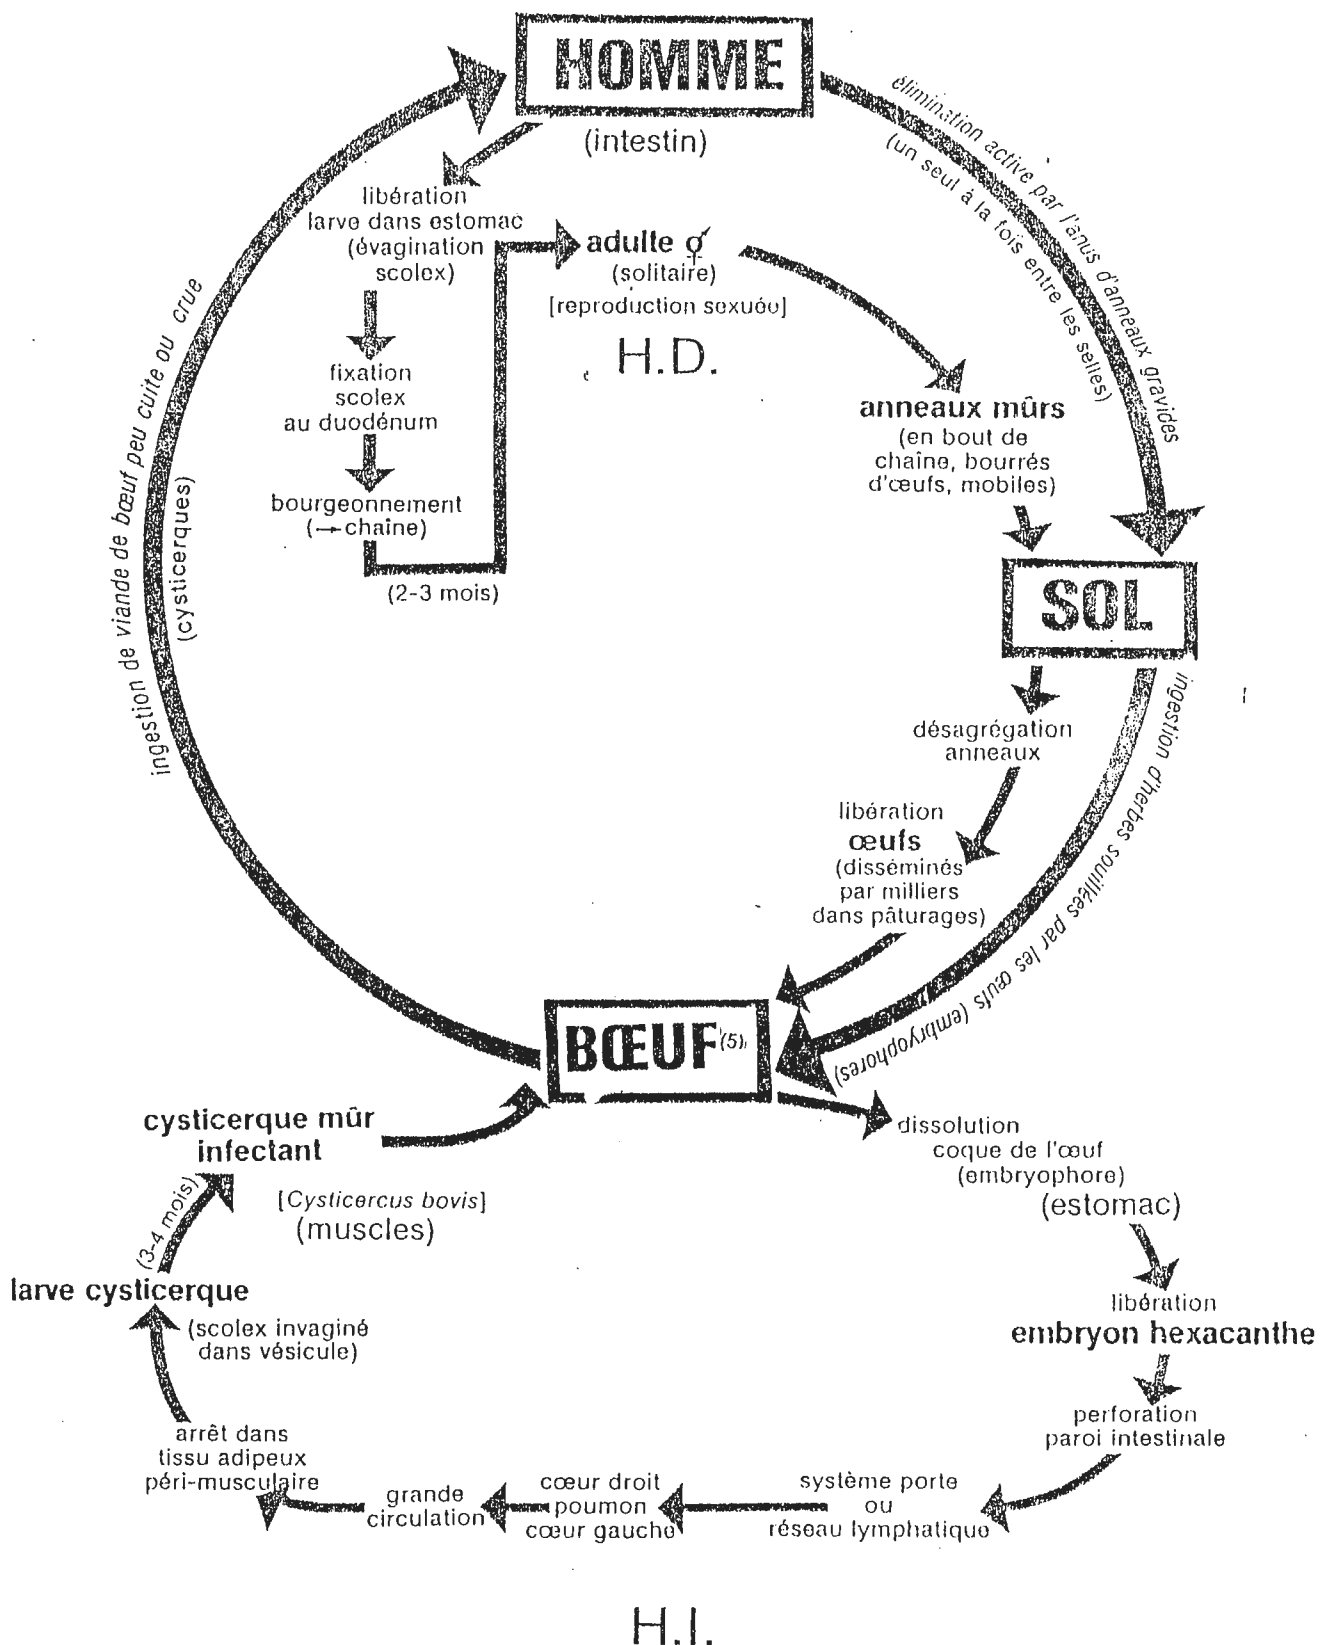 HOMME
(intestin)
élimination active par l'anus d'anneaux gravides
(un seul à la fois entre les selles)
libération
larve dans estomac
(évagination
scolex)
fixation
scolex
au duodénum
bourgeonnement
(→chaîne)
(2-3 mois)
adulte ⚥
(solitaire)
[reproduction sexuée]
H.D.
anneaux mûrs
(en bout de
chaîne, bourrés
d'œufs, mobiles)
SOL
désagrégation
anneaux
libération
œufs
(disséminés
par milliers
dans pâturages)
ingestion d'herbes souillées par les œufs (embryophores)
BŒUF (5)
ingestion de viande de bœuf peu cuite ou crue
(cysticerques)
dissolution
coque de l'œuf
(embryophore)
(estomac)
libération
embryon hexacanthe
perforation
paroi intestinale
système porte
ou
réseau lymphatique
cœur droit
poumon
cœur gauche
grande
circulation
arrêt dans
tissu adipeux
péri-musculaire
larve cysticerque
(scolex invaginé
dans vésicule)
(3-4 mois)
cysticerque mûr
infectant
[Cysticercus bovis]
(muscles)
H.I.